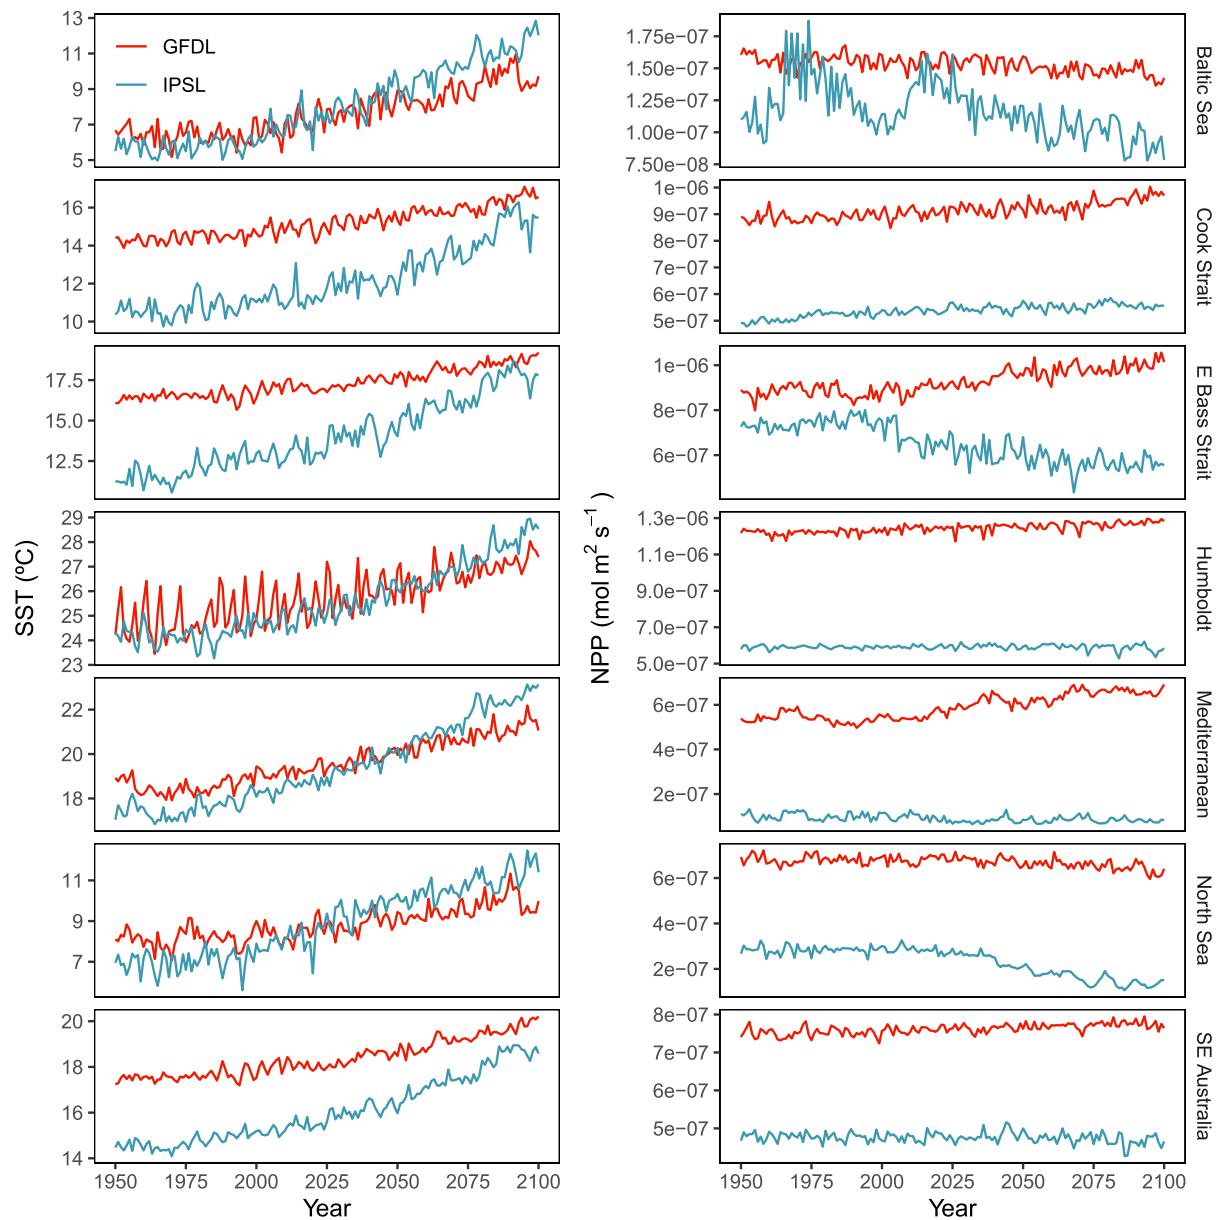 13
11
9
7
5
GFDL
IPSL
1.75e−07
1.50e−07
1.25e−07
1.00e−07
7.50e−08
Baltic Sea
16
14
12
10
1e−06
9e−07
8e−07
7e−07
6e−07
5e−07
Cook Strait
17.5
15.0
12.5
1e−06
8e−07
6e−07
E Bass Strait
SST (ºC)
29
28
27
26
25
24
23
NPP (mol m² s⁻¹ )
1.3e−06
1.1e−06
9.0e−07
7.0e−07
5.0e−07
Humboldt
22
20
18
6e−07
4e−07
2e−07
Mediterranean
11
9
7
6e−07
4e−07
2e−07
North Sea
20
18
16
14
8e−07
7e−07
6e−07
5e−07
SE Australia
1950 1975 2000 2025 2050 2075 2100
Year
1950 1975 2000 2025 2050 2075 2100
Year